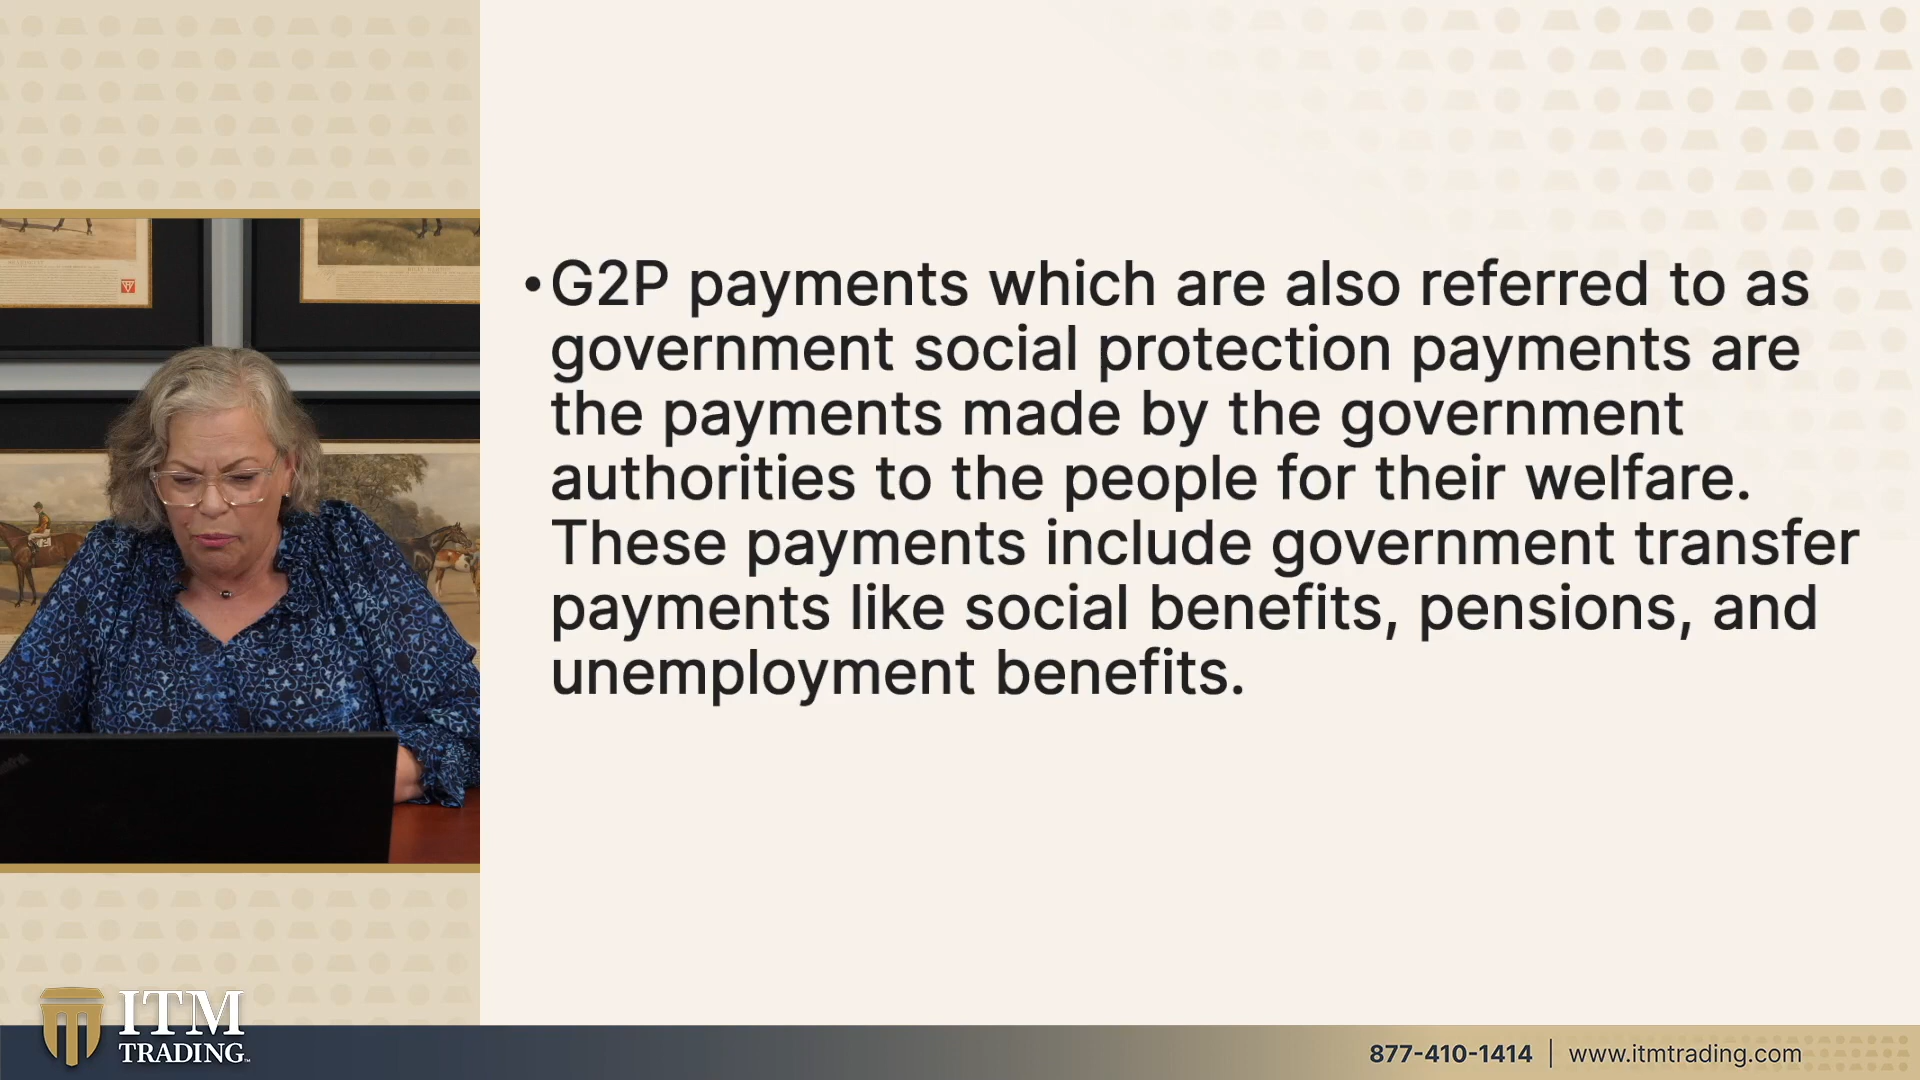 • G2P payments which are also referred to as
government social protection payments are
the payments made by the government
authorities to the people for their welfare.
These payments include government transfer
payments like social benefits, pensions, and
unemployment benefits.
ITM
TRADING
877-410-1414 | www.itmtrading.com